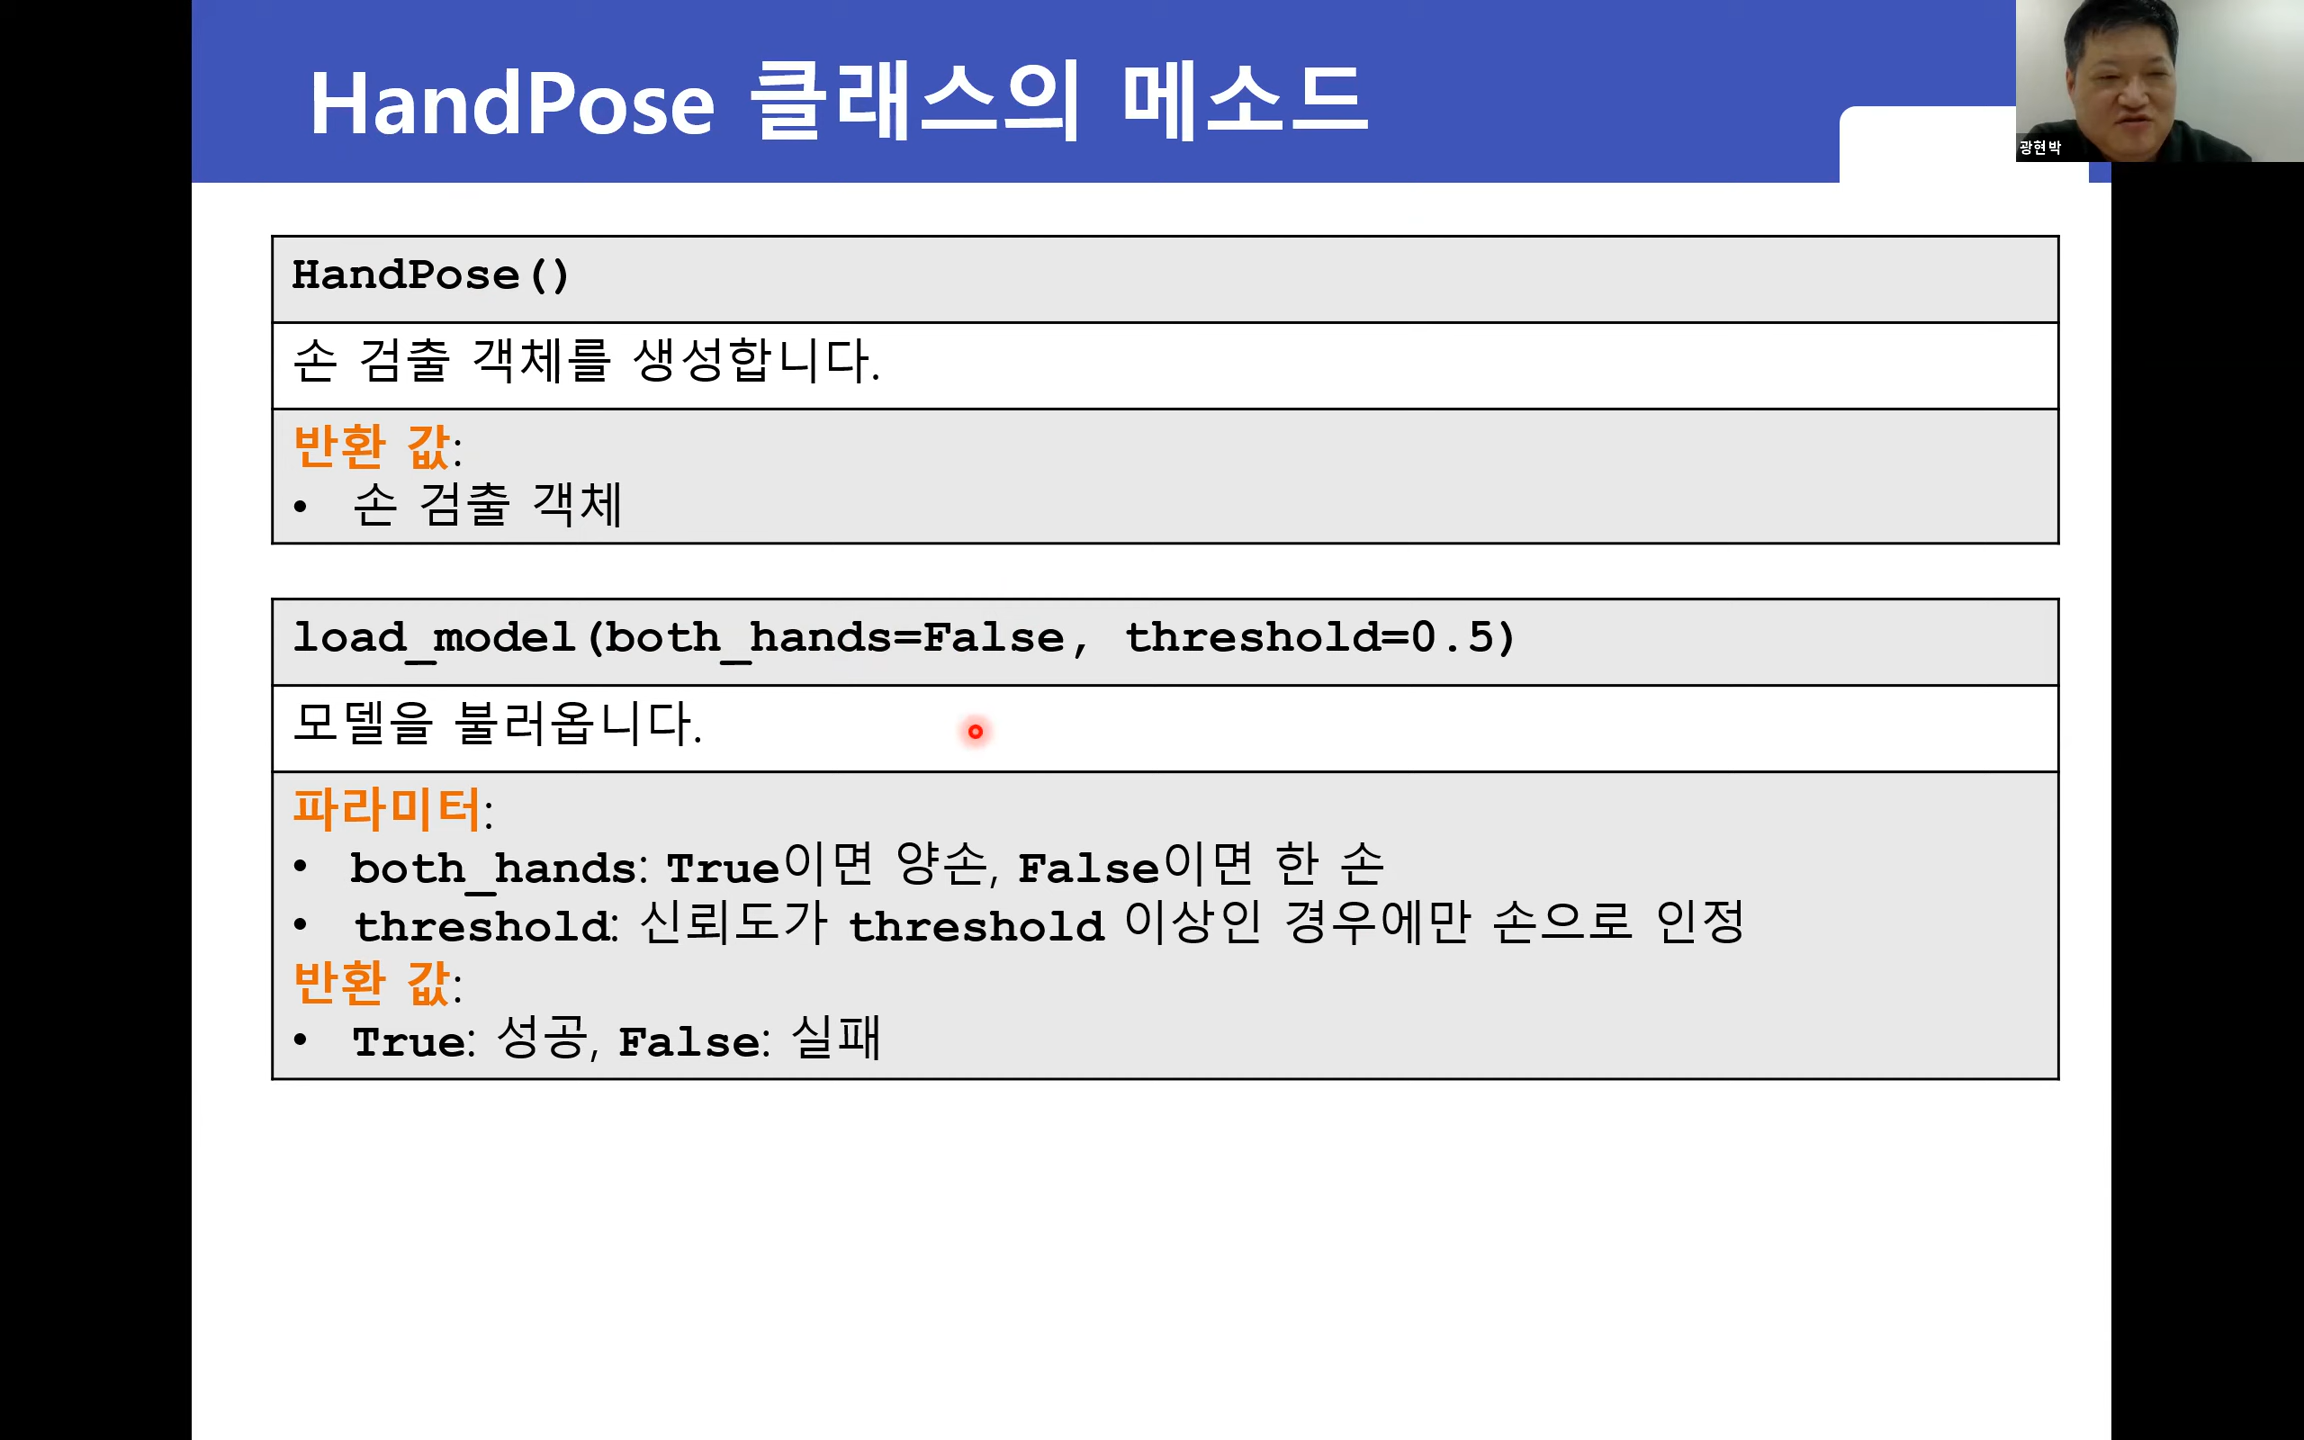 HandPose 클래스의 메소드
광현박
HandPose()
손 검출 객체를 생성합니다.
반환 값:
• 손 검출 객체
load_model(both_hands=False, threshold=0.5)
모델을 불러옵니다.
파라미터:
• both_hands: True이면 양손, False이면 한 손
• threshold: 신뢰도가 threshold 이상인 경우에만 손으로 인정
반환 값:
• True: 성공, False: 실패